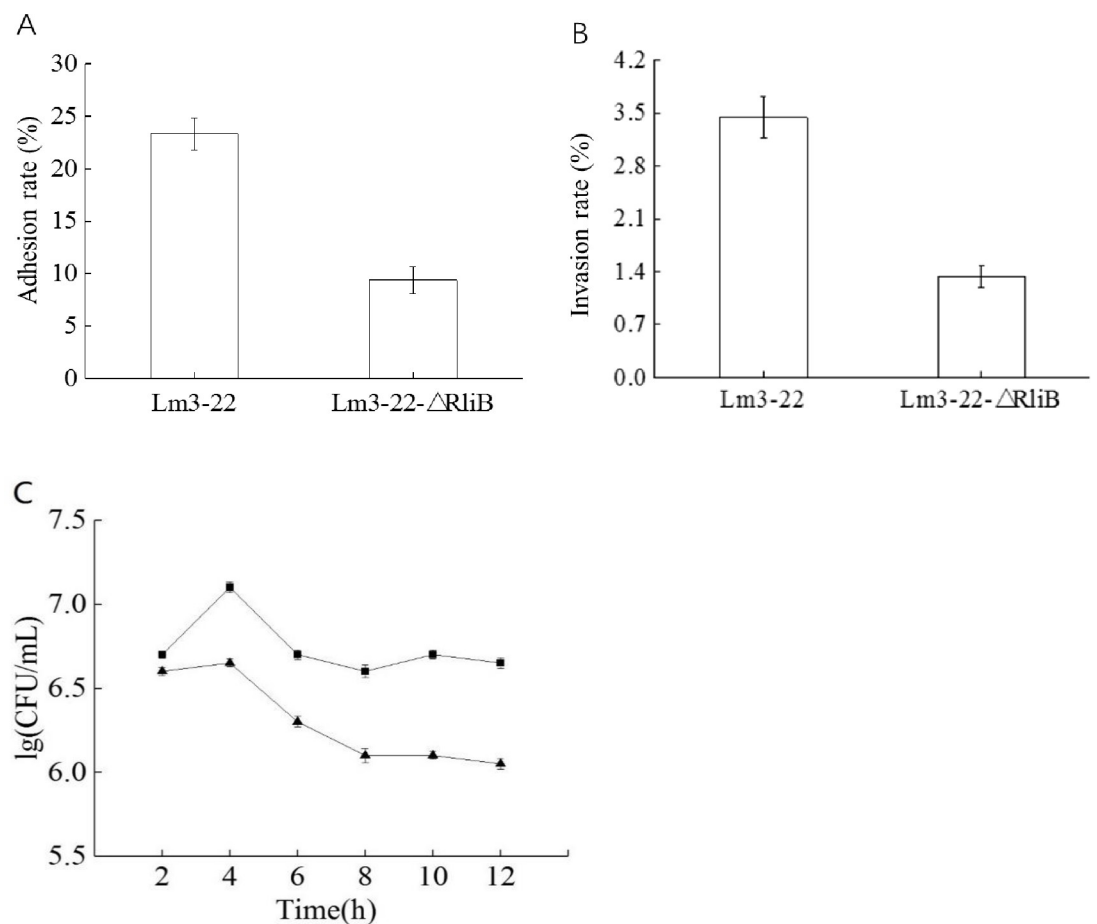 A
Adhesion rate (%)
30
25
20
15
10
5
0
Lm3-22 Lm3-22-△RliB
B
Invasion rate (%)
4.2
3.5
2.8
2.1
1.4
0.7
0.0
Lm3-22 Lm3-22-△RliB
C
lg(CFU/mL)
7.5
7.0
6.5
6.0
5.5
2 4 6 8 10 12
Time(h)